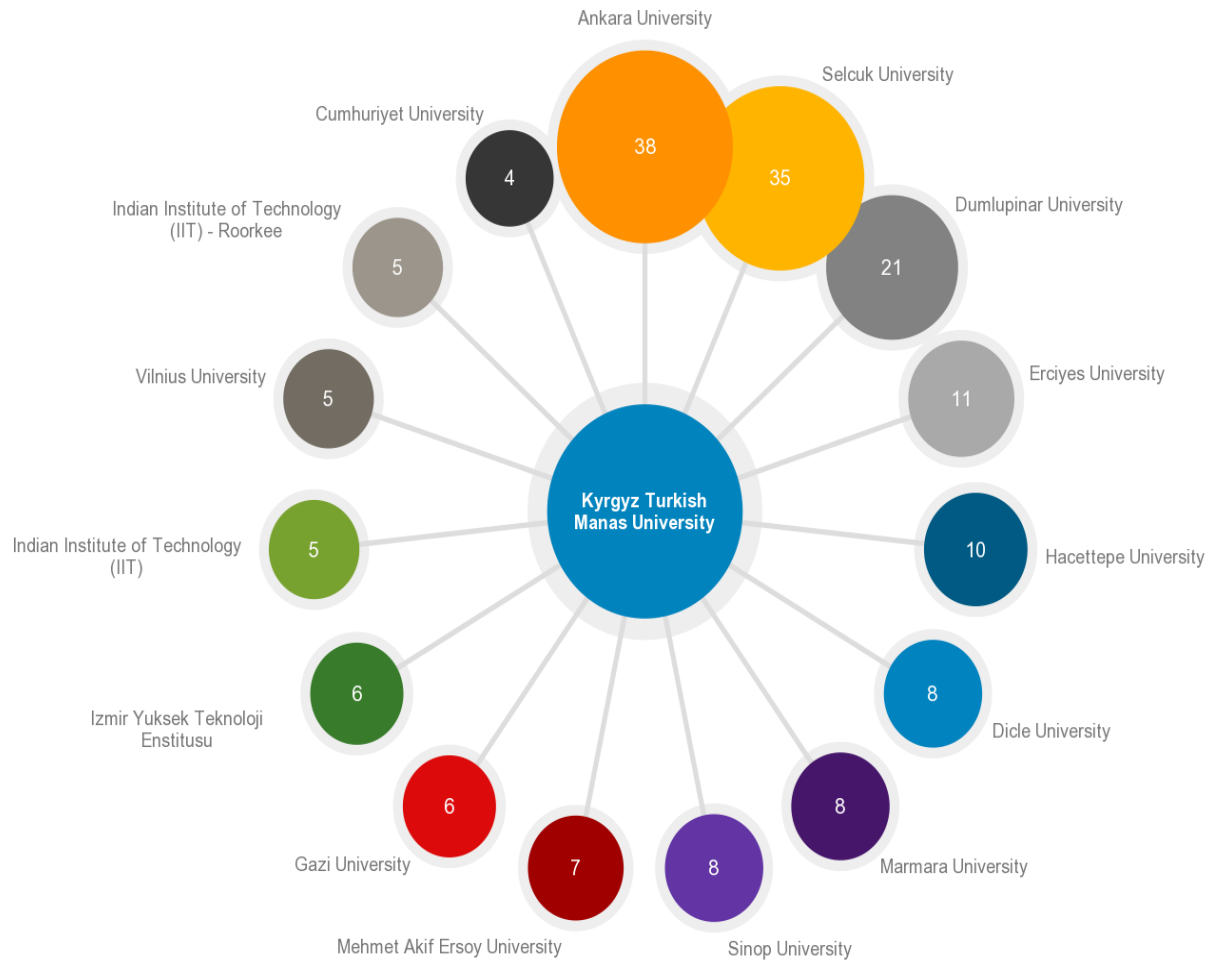 Ankara University
38
Selcuk University
35
Dumlupinar University
21
Erciyes University
11
Hacettepe University
10
Dicle University
8
Marmara University
8
Sinop University
8
Mehmet Akif Ersoy University
7
Gazi University
6
Izmir Yuksek Teknoloji
Enstitusu
6
Indian Institute of Technology
(IIT)
5
Vilnius University
5
Indian Institute of Technology
(IIT) - Roorkee
5
Cumhuriyet University
4
Kyrgyz Turkish
Manas University